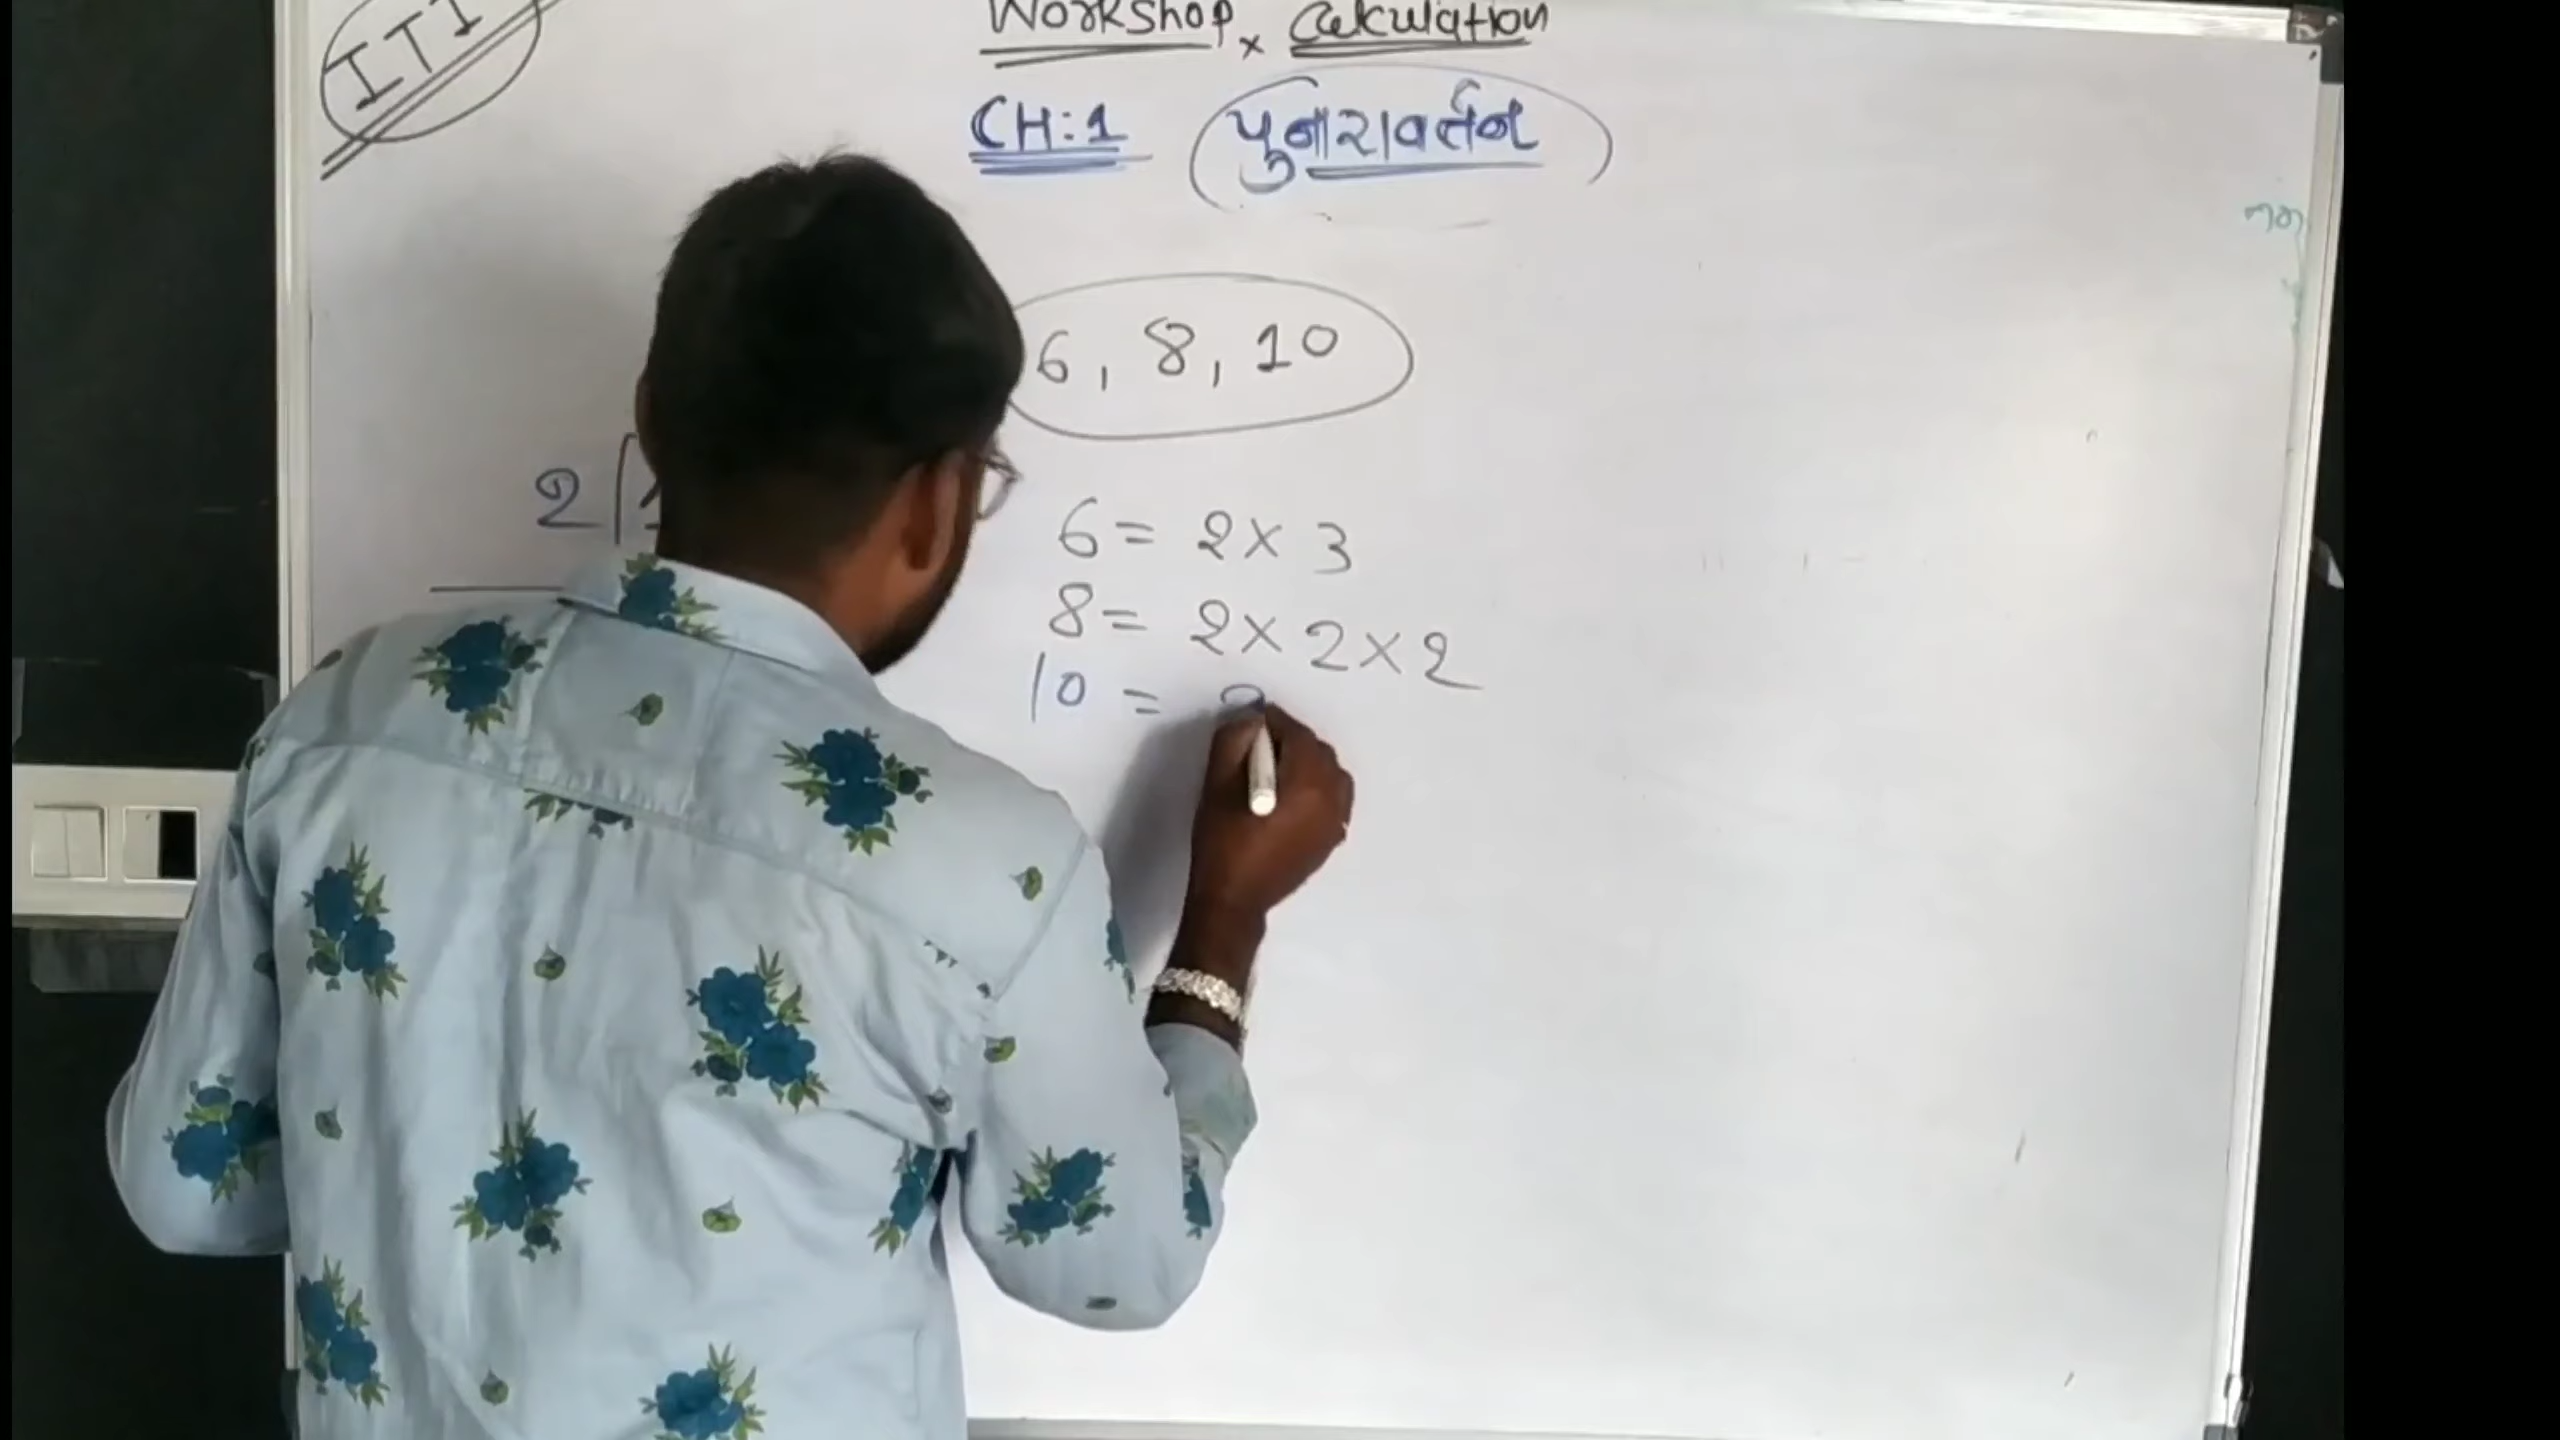 ITI
Workshop Calculation
CH:1 પુનારાવર્તન
6, 8, 10
2
6 = 2 × 3
8 = 2 × 2 × 2
10 = 2